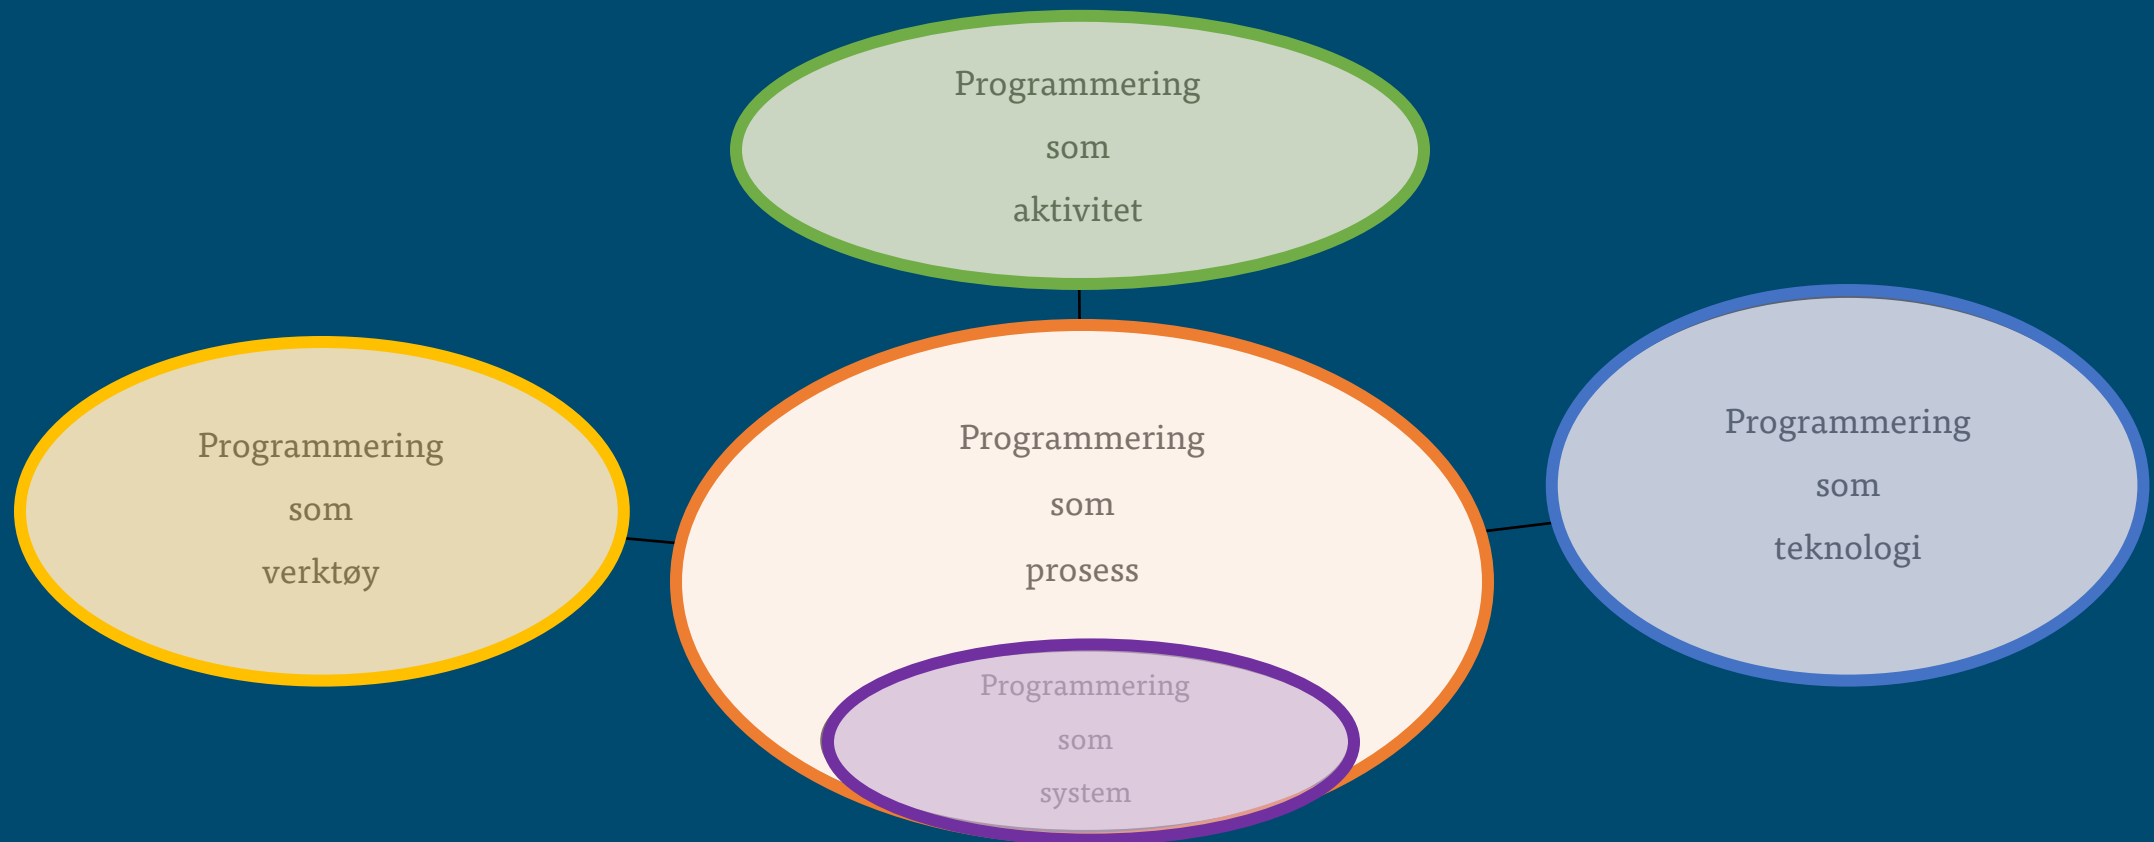 Programmering
som
aktivitet
Programmering
som
verktøy
Programmering
som
prosess
Programmering
som
teknologi
Programmering
som
system